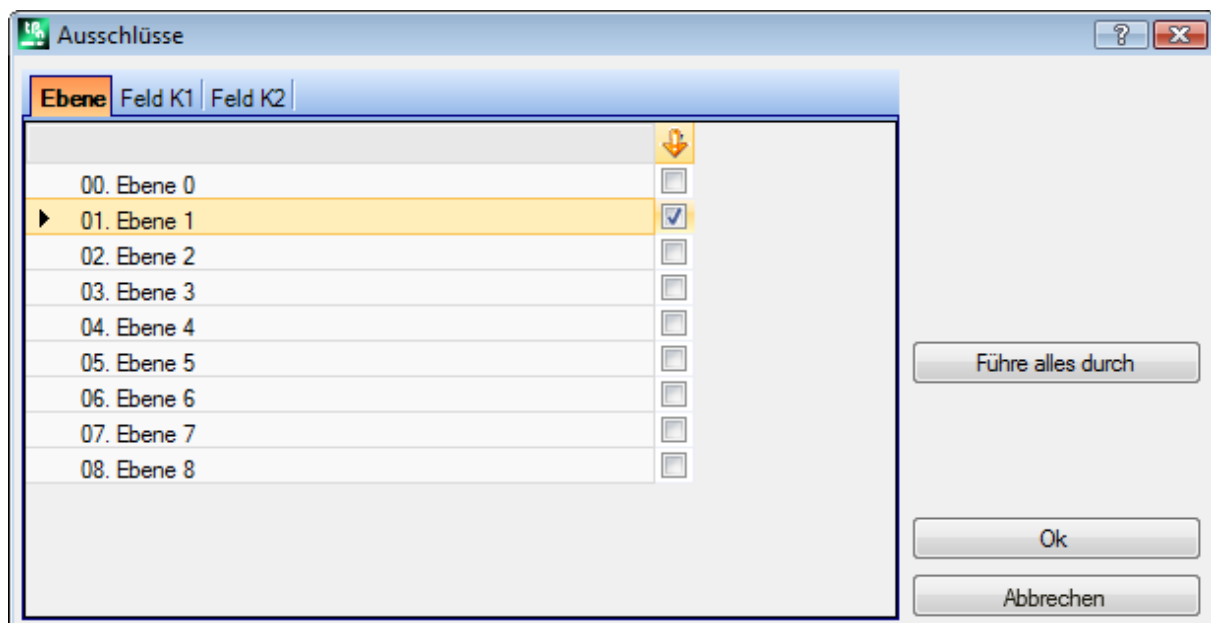 Ausschlüsse
Ebene Feld K1 Feld K2
00. Ebene 0
01. Ebene 1
02. Ebene 2
03. Ebene 3
04. Ebene 4
05. Ebene 5
06. Ebene 6
07. Ebene 7
08. Ebene 8
Führe alles durch
Ok
Abbrechen